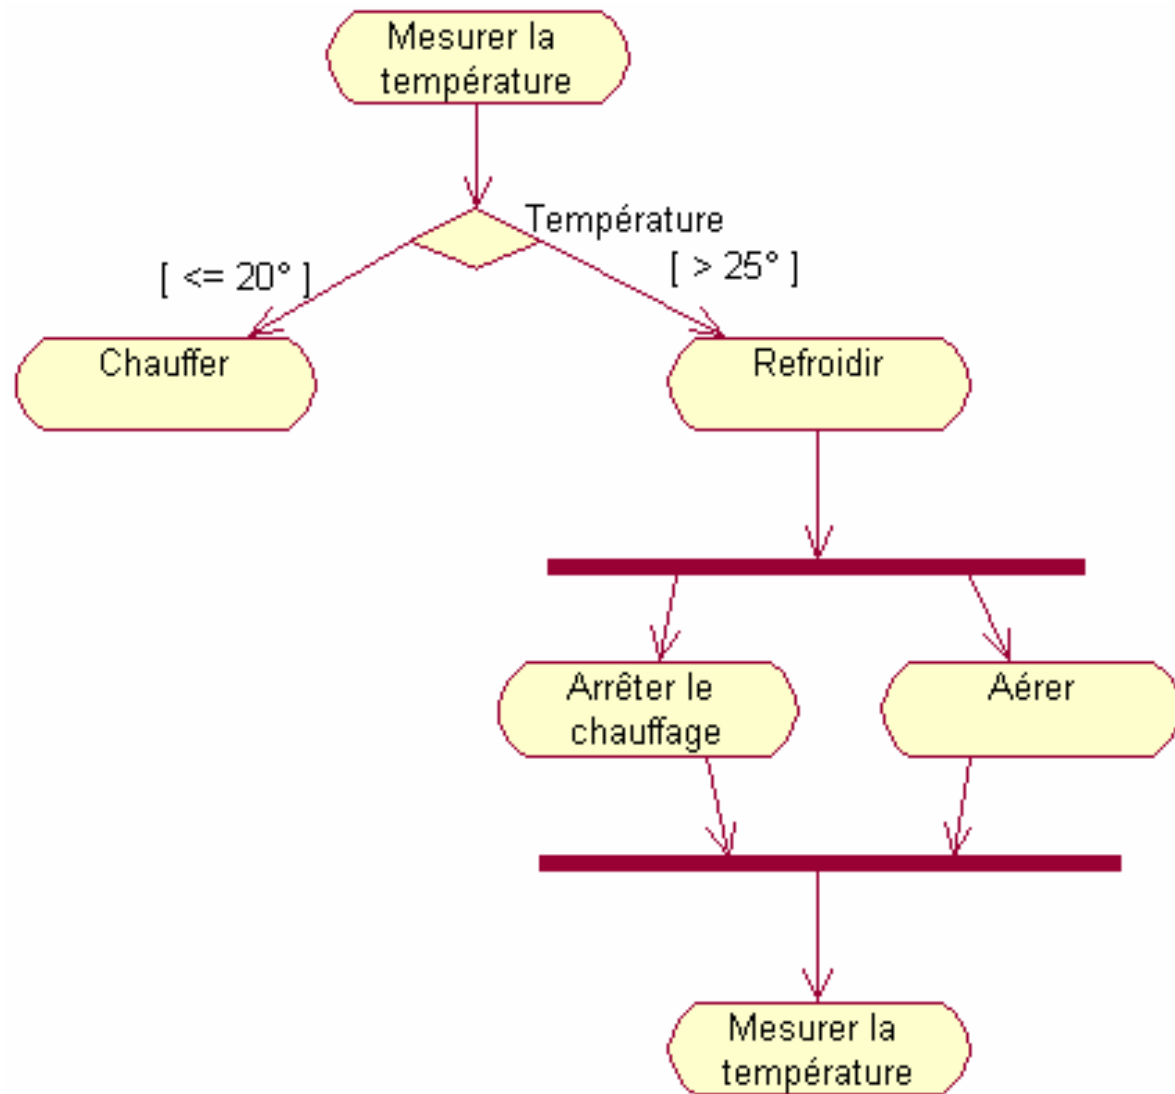 Mesurer la
température
Température
[ <= 20° ]
[ > 25° ]
Chauffer
Refroidir
Arrêter le
chauffage
Aérer
Mesurer la
température